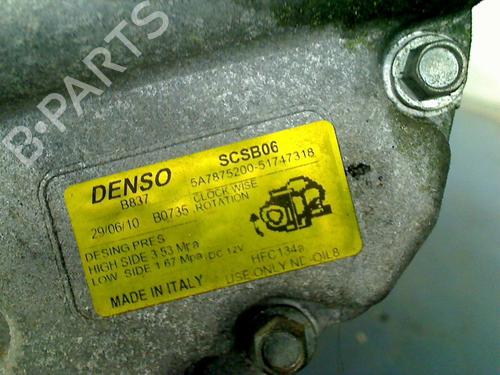 B-PARTS
DENSO SCSB06
B837 5A7875200-51747318
29/06/10 B0735 CLOCK WISE
ROTATION
DESING PRES
HIGH SIDE 3.53 Mpa
LOW SIDE 1.67 Mpa, DC 12V HFC134a
MADE IN ITALY USE ONLY ND-OIL8